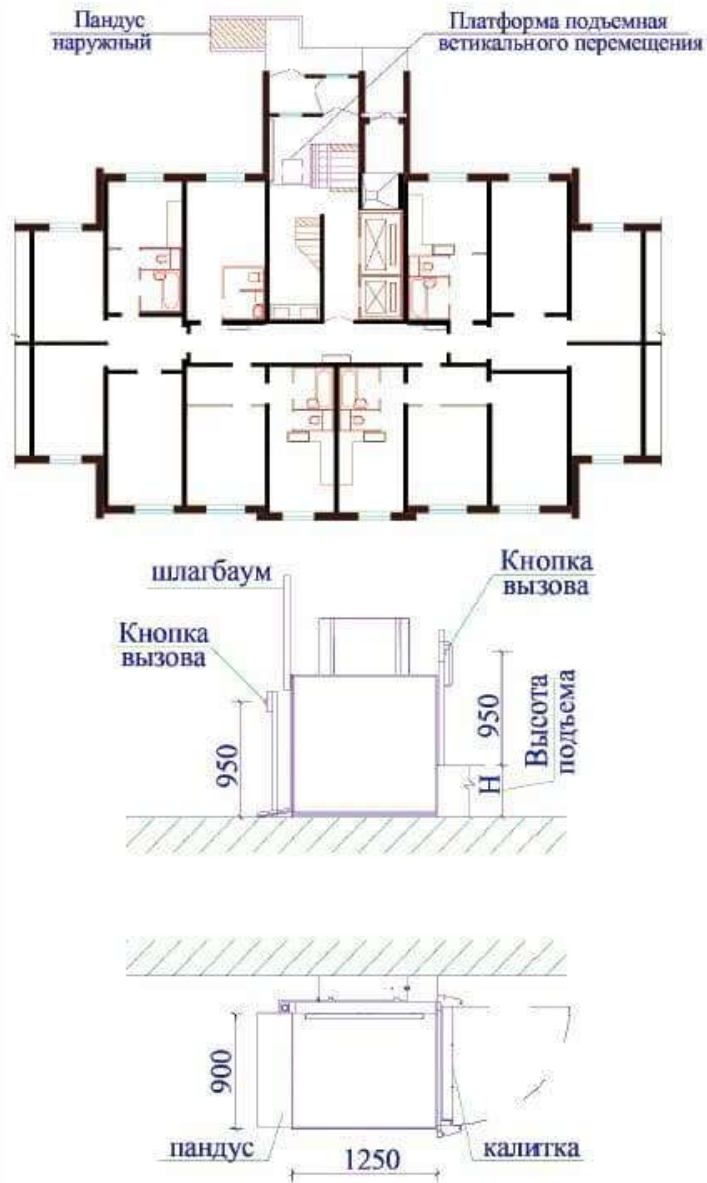 Пандус
наружный
Платформа подъемная
ветикального перемещения
шлагбаум
Кнопка
вызова
Кнопка
вызова
950
950
H
Высота
подъема
900
пандус
1250
калитка